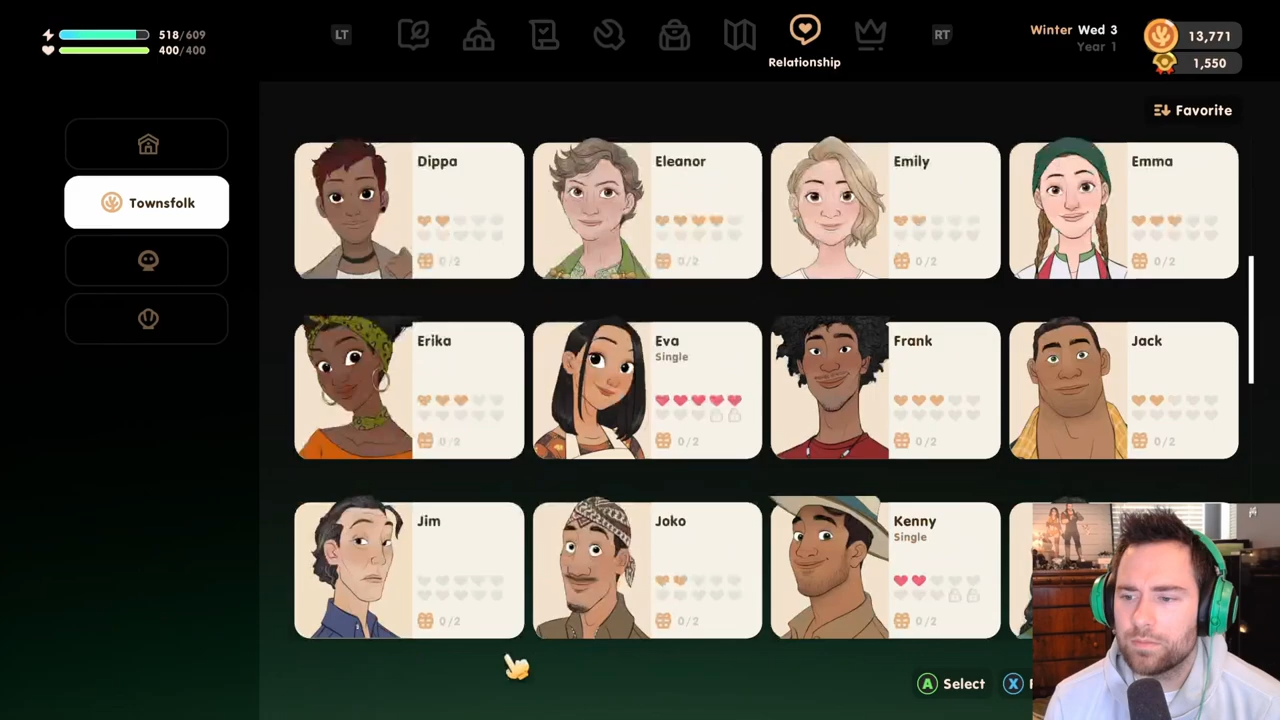 518/609
400/400
LT
RT
Relationship
Winter Wed 3
Year 1
13,771
1,550
Favorite
Townsfolk
Dippa
0/2
Eleanor
0/2
Emily
0/2
Emma
0/2
Erika
0/2
Eva
Single
0/2
Frank
0/2
Jack
0/2
Jim
0/2
Joko
0/2
Kenny
Single
0/2
A Select
X